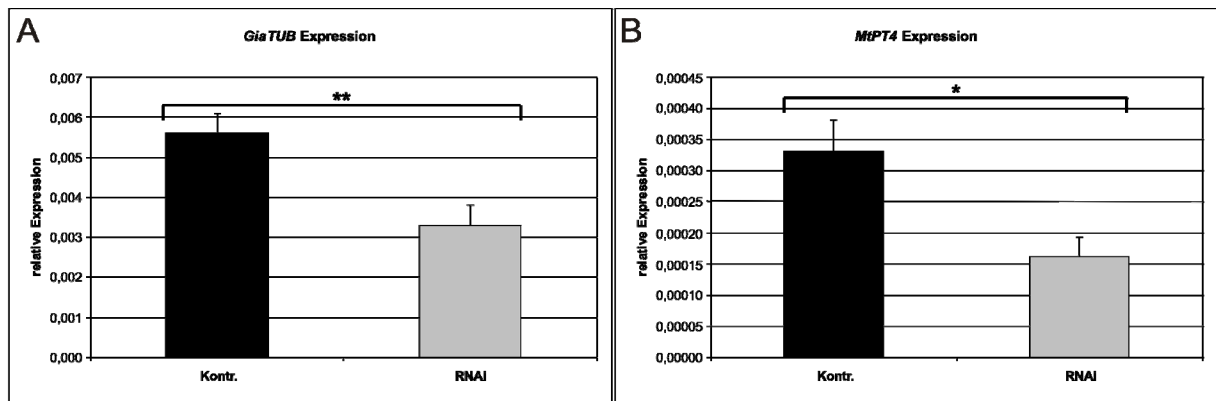 A
GiaTUB Expression
0,007
0,006
0,005
0,004
0,003
0,002
0,001
0,000
relative Expression
**
Kontr.
RNAI
B
MtPT4 Expression
0,00045
0,00040
0,00035
0,00030
0,00025
0,00020
0,00015
0,00010
0,00005
0,00000
relative Expression
*
Kontr.
RNAI